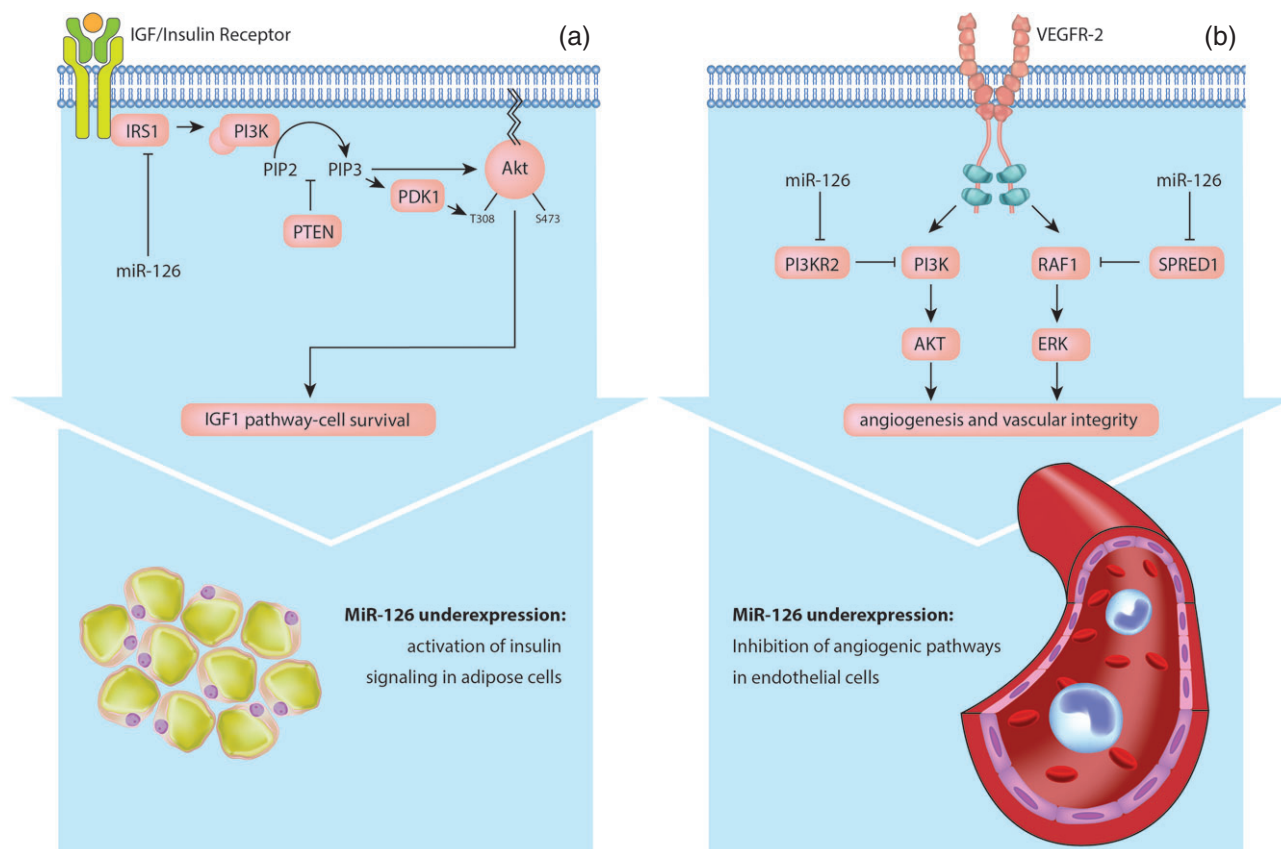 IGF/Insulin Receptor
(a)
IRS1
PI3K
PIP2
PIP3
Akt
PDK1
T308
S473
PTEN
miR-126
IGF1 pathway-cell survival
MiR-126 underexpression:
activation of insulin
signaling in adipose cells
VEGFR-2
(b)
miR-126
miR-126
PI3KR2
PI3K
RAF1
SPRED1
AKT
ERK
angiogenesis and vascular integrity
MiR-126 underexpression:
Inhibition of angiogenic pathways
in endothelial cells